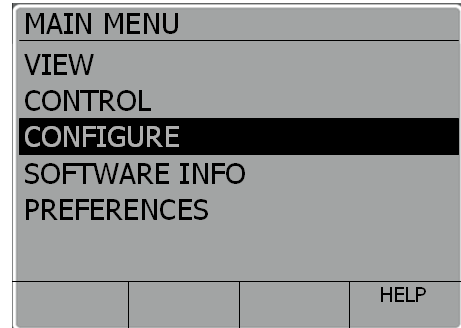 MAIN MENU
VIEW
CONTROL
CONFIGURE
SOFTWARE INFO
PREFERENCES
HELP